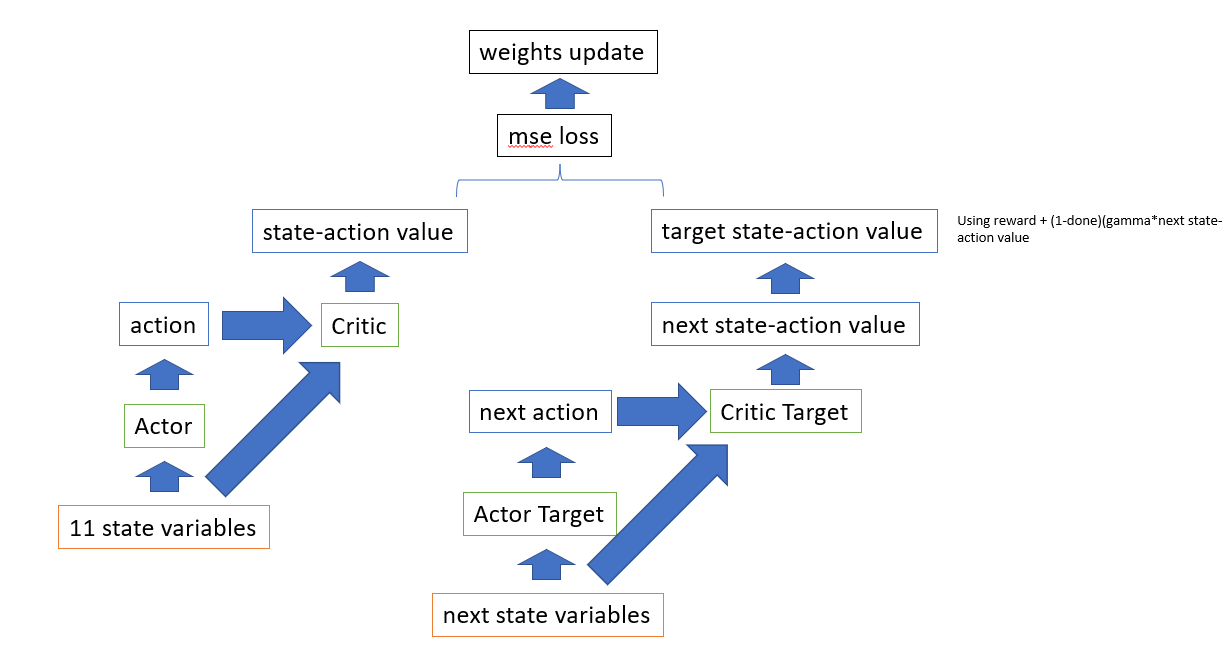 weights update
mse loss
state-action value
target state-action value
Using reward + (1-done)(gamma*next state-
action value
action
Critic
next state-action value
Actor
next action
Critic Target
11 state variables
Actor Target
next state variables